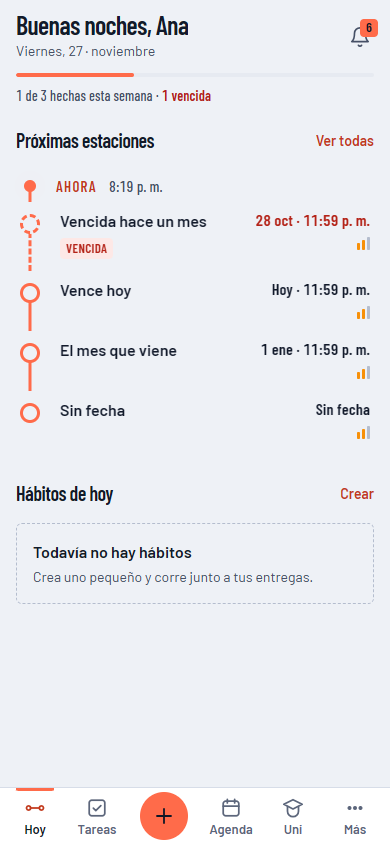 Buenas noches, Ana
6
Viernes, 27 · noviembre
1 de 3 hechas esta semana · 1 vencida
Próximas estaciones
Ver todas
AHORA 8:19 p. m.
Vencida hace un mes
28 oct · 11:59 p. m.
VENCIDA
Vence hoy
Hoy · 11:59 p. m.
El mes que viene
1 ene · 11:59 p. m.
Sin fecha
Sin fecha
Hábitos de hoy
Crear
Todavía no hay hábitos
Crea uno pequeño y corre junto a tus entregas.
Hoy
Tareas
Agenda
Uni
Más